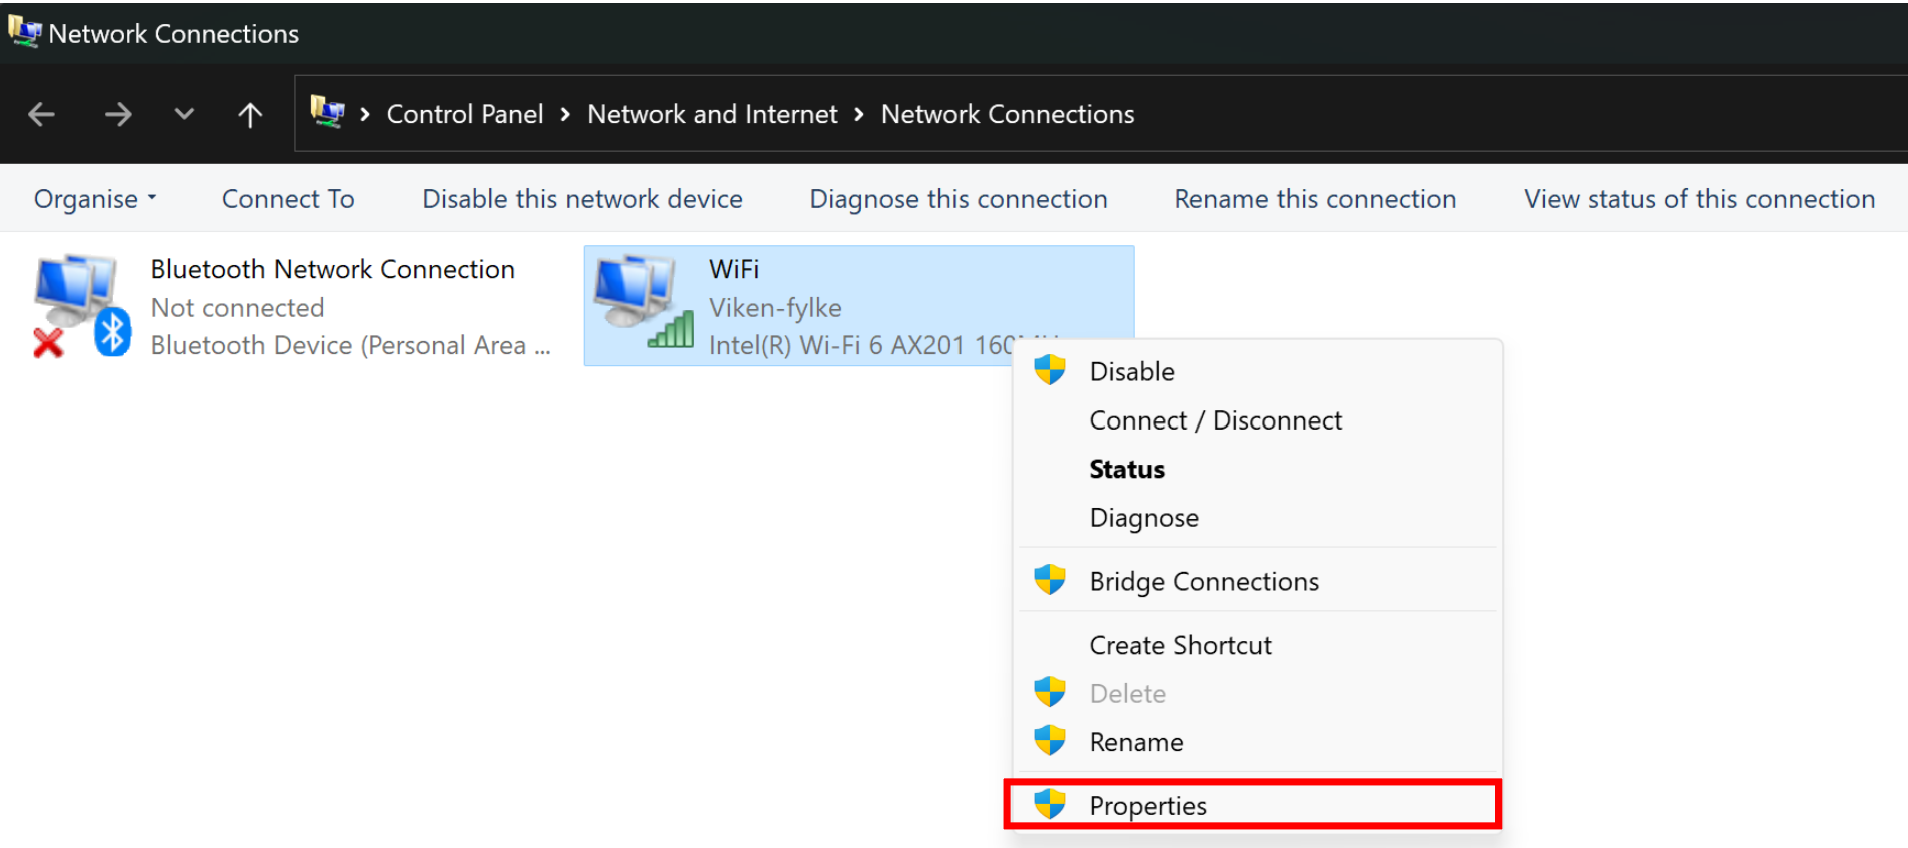 Network Connections
Control Panel > Network and Internet > Network Connections
Organise Connect To Disable this network device Diagnose this connection Rename this connection View status of this connection
Bluetooth Network Connection
Not connected
Bluetooth Device (Personal Area ...
WiFi
Viken-fylke
Intel(R) Wi-Fi 6 AX201
Disable
Connect / Disconnect
Status
Diagnose
Bridge Connections
Create Shortcut
Delete
Rename
Properties